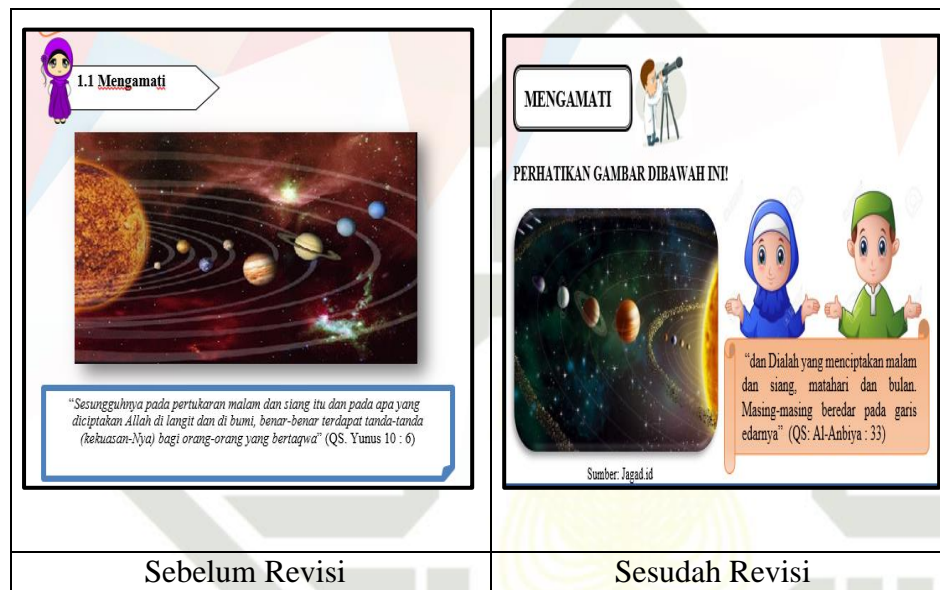 1.1 Mengamati
"Sesungguhnya pada pertukaran malam dan siang itu dan pada apa yang
diciptakan Allah di langit dan di bumi, benar-benar terdapat tanda-tanda
(kekuasan-Nya) bagi orang-orang yang bertaqwa" (QS. Yunus 10 : 6)
Sebelum Revisi
MENGAMATI
PERHATIKAN GAMBAR DIBAWAH INI!
"dan Dialah yang menciptakan malam
dan siang, matahari dan bulan.
Masing-masing beredar pada garis
edarnya" (QS: Al-Anbiya : 33)
Sumber: Jagad.id
Sesudah Revisi